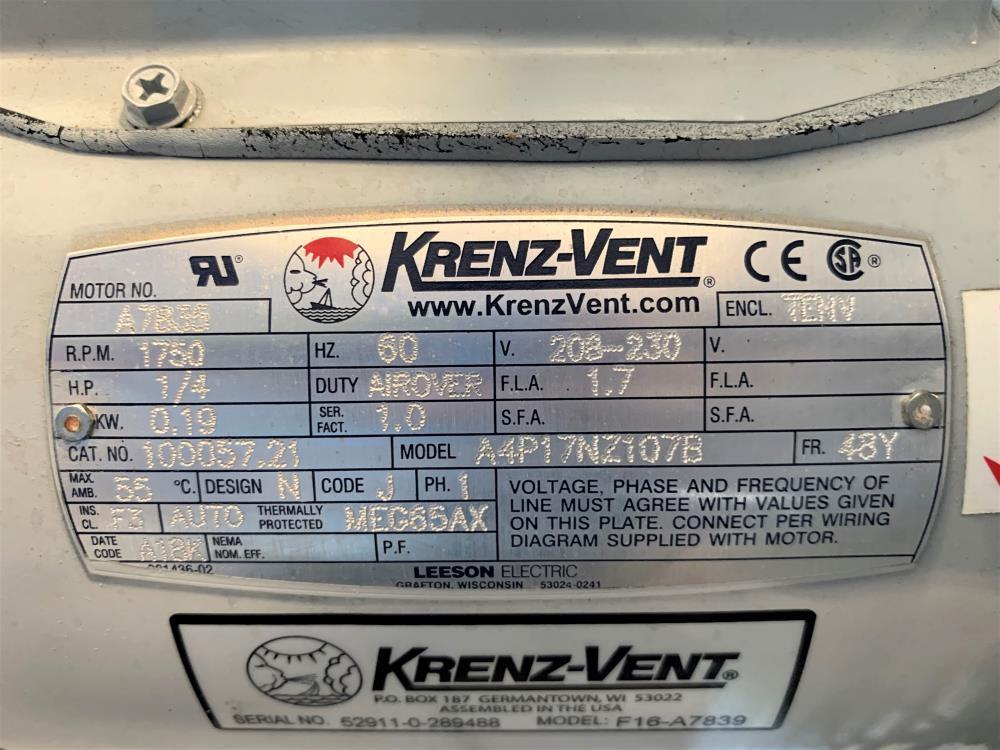 KRENZ-VENT®
www.KrenzVent.com
CE SA®
MOTOR NO. ENCL. TENV
R.P.M. 1750 HZ. 60 V. 208-230 V.
H.P. 1/4 DUTY AIROVER F.L.A. 1.7 F.L.A.
KW. 0.19 SER. FACT. 1.0 S.F.A. S.F.A.
CAT. NO. 100057.21 MODEL A4P17NZ107B FR. 48Y
MAX. AMB. 55 °C. DESIGN N CODE J PH. 1
INS. CL. F3 AUTO THERMALLY PROTECTED MEG65AX
DATE CODE A18K NEMA NOM. EFF. P.F.
VOLTAGE, PHASE AND FREQUENCY OF
LINE MUST AGREE WITH VALUES GIVEN
ON THIS PLATE. CONNECT PER WIRING
DIAGRAM SUPPLIED WITH MOTOR.
LEESON ELECTRIC
GRAFTON, WISCONSIN 53024-0241
KRENZ-VENT®
P.O. BOX 187 GERMANTOWN, WI 53022
ASSEMBLED IN THE USA
SERIAL NO. 52911-0-289488 MODEL: F16-A7839